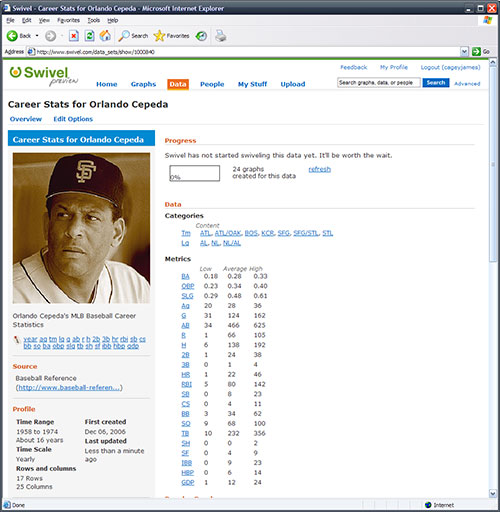 Swivel - Career Stats for Orlando Cepeda - Microsoft Internet Explorer
File Edit View Favorites Tools Help
Back Search Favorites
Address http://www.swivel.com/data_sets/show/1000840 Go
Swivel preview
Feedback My Profile Logout (cageyjames)
Home Graphs Data People My Stuff Upload
Search graphs, data, or people Search Advanced
Career Stats for Orlando Cepeda
Overview Edit Options
Career Stats for Orlando Cepeda
SF
Orlando Cepeda's MLB Baseball Career
Statistics
year ag tm lg g ab r h 2b 3b hr rbi sb cs
bb so ba obp slg tb sh sf ibb hbp gdp
Source
Baseball Reference
(http://www.baseball-referen...)
Profile
Time Range
1958 to 1974
About 16 years
Time Scale
Yearly
Rows and columns
17 Rows
25 Columns
First created
Dec 06, 2006
Last updated
Less than a minute
ago
Progress
Swivel has not started swiveling this data yet. It'll be worth the wait.
0%
24 graphs
created for this data
refresh
Data
Categories
Content
Tm ATL, ATL/OAK, BOS, KCR, SFG, SFG/STL, STL
Lg AL, NL, NL/AL
Metrics
Low Average High
BA 0.18 0.28 0.33
OBP 0.23 0.34 0.40
SLG 0.29 0.48 0.61
Ag 20 28 36
G 31 124 162
AB 34 466 625
R 1 66 105
H 6 138 192
2B 1 24 38
3B 0 1 4
HR 1 22 46
RBI 5 80 142
SB 0 8 23
CS 0 4 11
BB 3 34 62
SO 9 68 100
TB 10 232 356
SH 0 0 2
SF 0 4 9
IBB 0 9 23
HBP 0 6 14
GDP 1 12 24
Done Internet